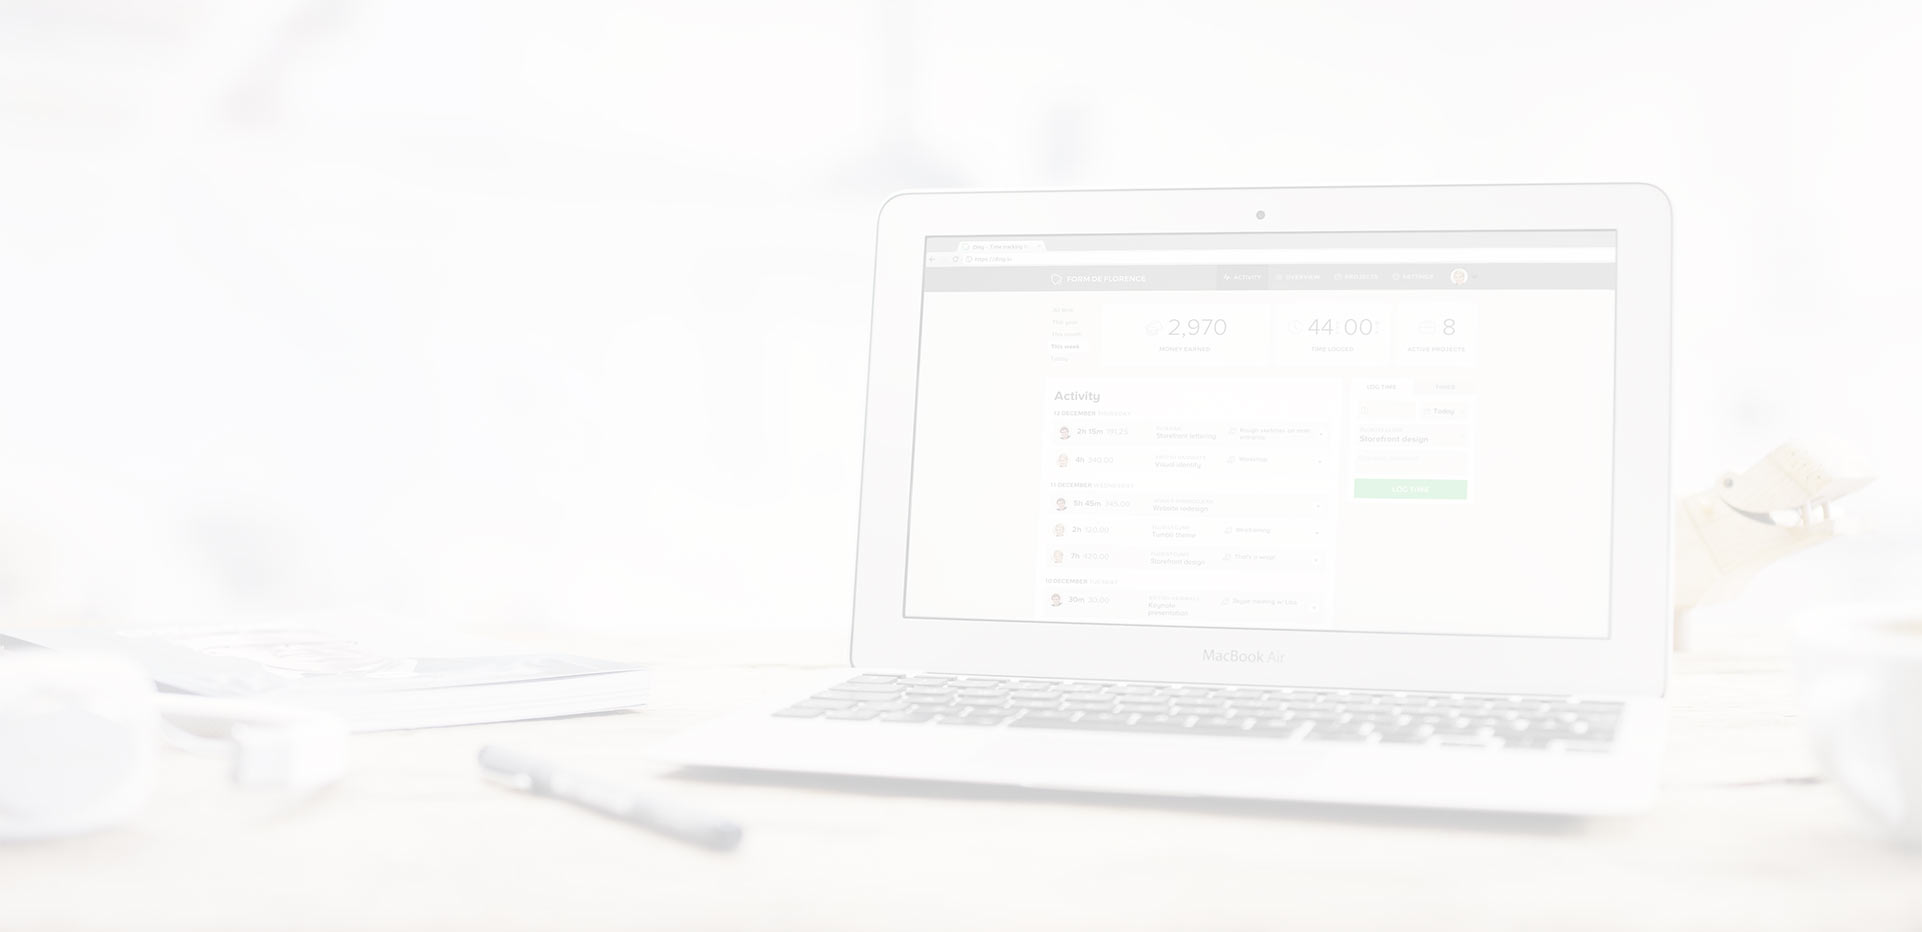 Ding - Time tracking
https://ding.io
FORM DE FLORENCE
ACTIVITY
OVERVIEW
PROJECTS
SETTINGS
All time
This year
This month
This week
Today
2,970
MONEY EARNED
44:00
TIME LOGGED
8
ACTIVE PROJECTS
Activity
12 DECEMBER THURSDAY
2h 15m 191,25
Storefront lettering
Rough sketches on main
entrance
4h 340.00
Visual identity
Workshop
11 DECEMBER WEDNESDAY
5h 45m 345.00
Website redesign
2h 120.00
Tumblr theme
Wireframing
7h 420.00
Storefront design
That's a wrap!
10 DECEMBER TUESDAY
30m 30.00
Keynote
presentation
Skype meeting w/ Lisa
LOG TIME
TIMER
Today
Storefront design
LOG TIME
MacBook Air